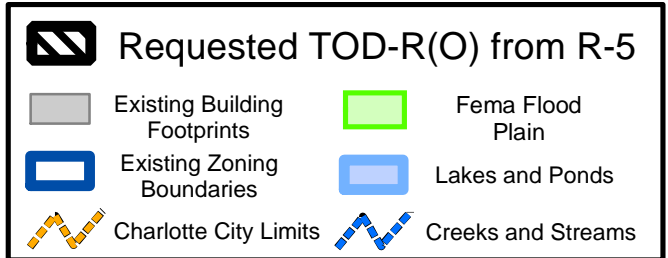 Requested TOD-R(O) from R-5
Existing Building
Footprints
Fema Flood
Plain
Existing Zoning
Boundaries
Lakes and Ponds
Charlotte City Limits
Creeks and Streams